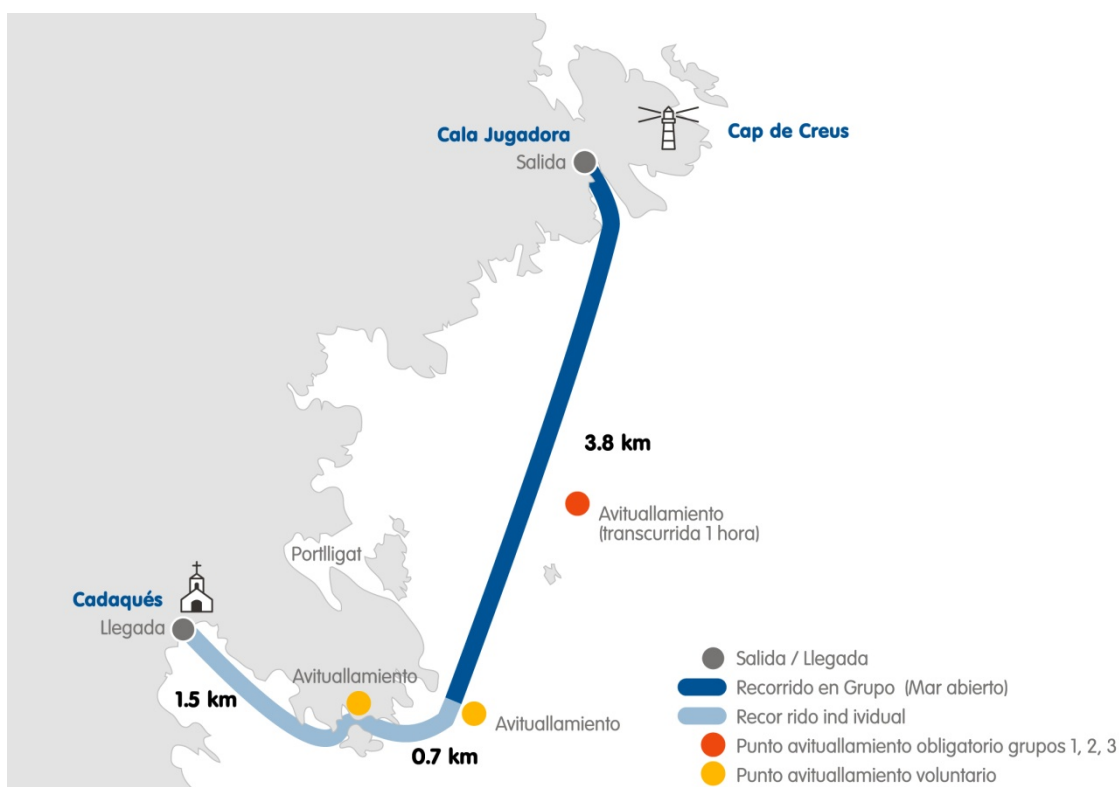 Cala Jugadora
Salida
Cap de Creus
3.8 km
Avituallamiento
(transcurrida 1 hora)
Portlligat
Cadaqués
Llegada
1.5 km
Avituallamiento
Avituallamiento
0.7 km
Salida / Llegada
Recorrido en Grupo (Mar abierto)
Recor rido ind ividual
Punto avituallamiento obligatorio grupos 1, 2, 3
Punto avituallamiento voluntario